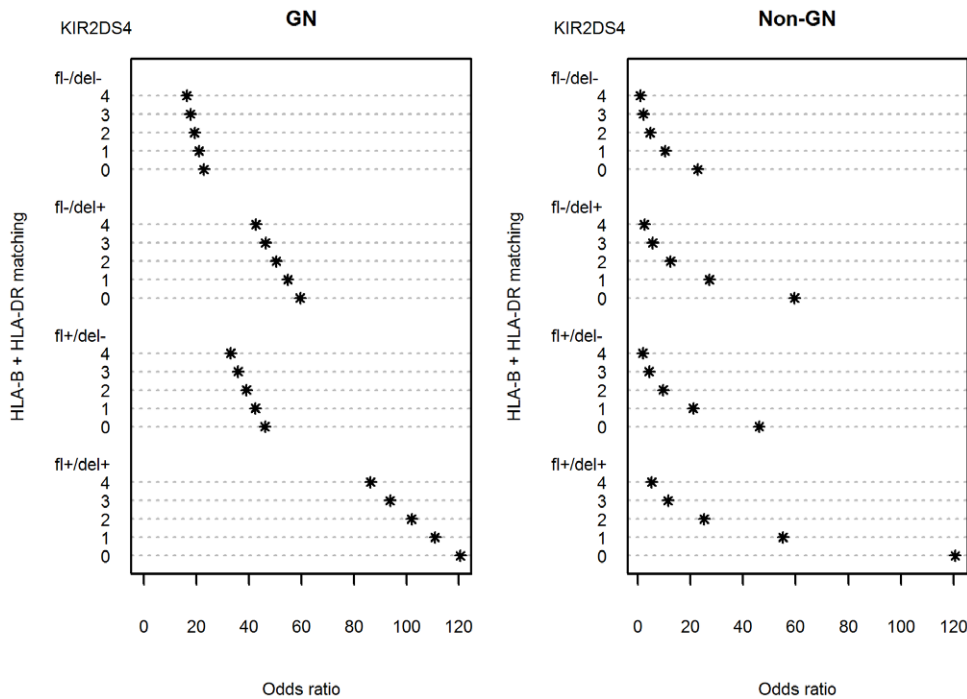 KIR2DS4
GN
fl-/del-
4
3
2
1
0
fl-/del+
4
3
2
1
0
fl+/del-
4
3
2
1
0
fl+/del+
4
3
2
1
0
HLA-B + HLA-DR matching
0 20 40 60 80 100 120
Odds ratio
KIR2DS4
Non-GN
fl-/del-
4
3
2
1
0
fl-/del+
4
3
2
1
0
fl+/del-
4
3
2
1
0
fl+/del+
4
3
2
1
0
HLA-B + HLA-DR matching
0 20 40 60 80 100 120
Odds ratio